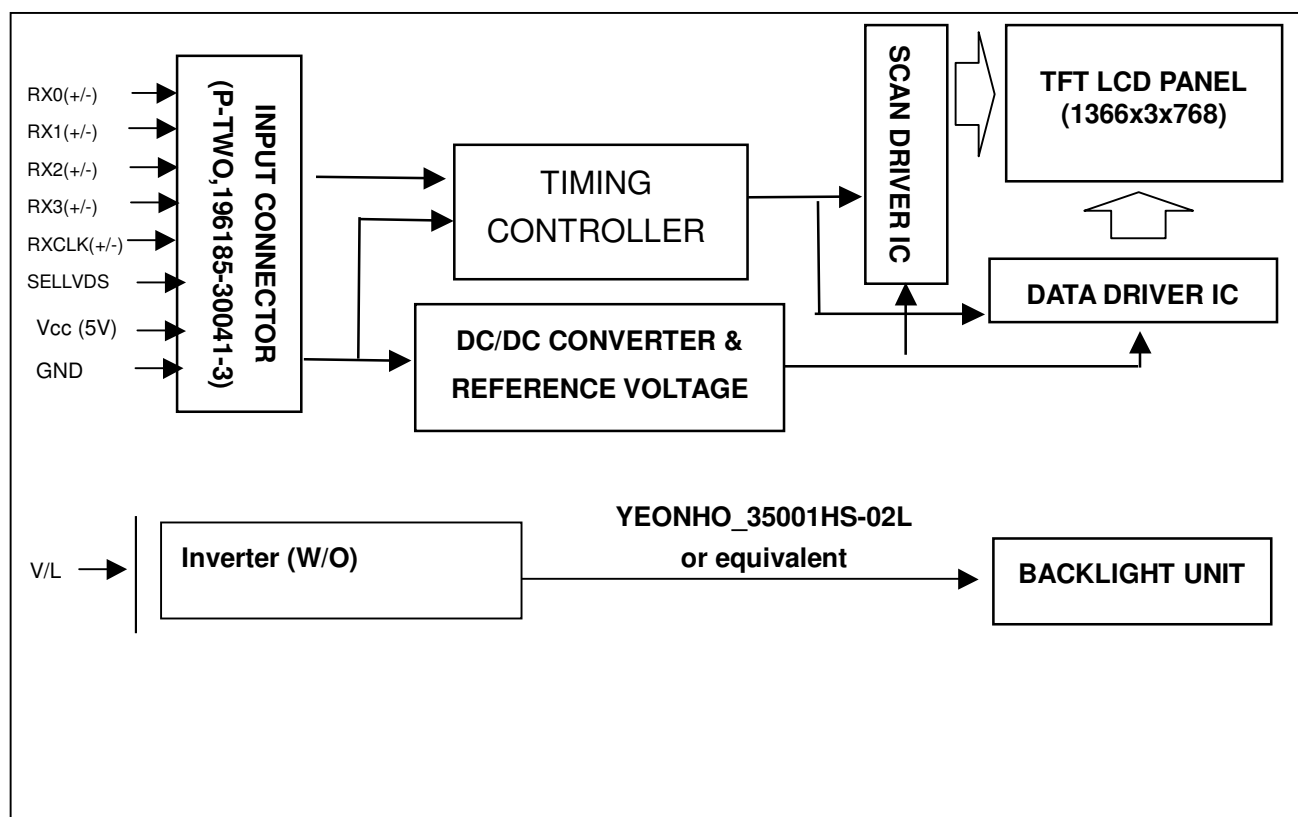 RX0(+/-)
RX1(+/-)
RX2(+/-)
RX3(+/-)
RXCLK(+/-)
SELLVDS
Vcc (5V)
GND
INPUT CONNECTOR
(P-TWO,196185-30041-3)
TIMING
CONTROLLER
DC/DC CONVERTER &
REFERENCE VOLTAGE
SCAN DRIVER IC
TFT LCD PANEL
(1366x3x768)
DATA DRIVER IC
V/L
Inverter (W/O)
YEONHO_35001HS-02L
or equivalent
BACKLIGHT UNIT